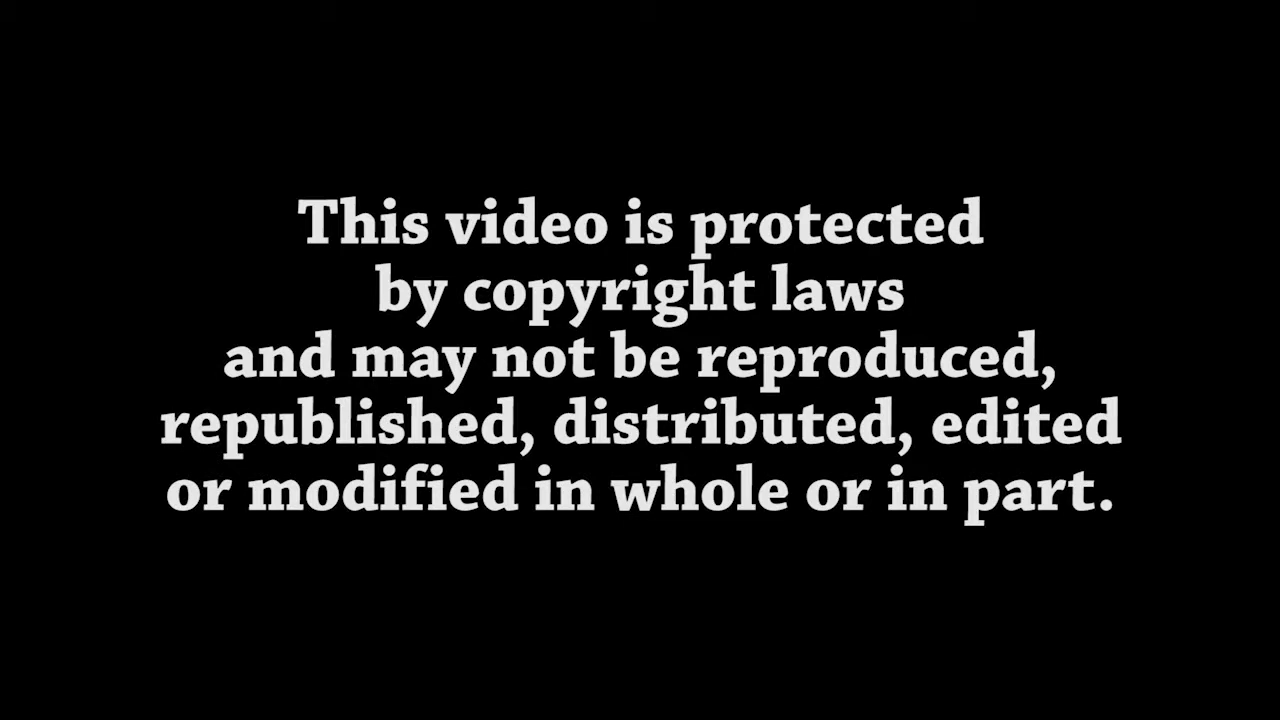 This video is protected
by copyright laws
and may not be reproduced,
republished, distributed, edited
or modified in whole or in part.